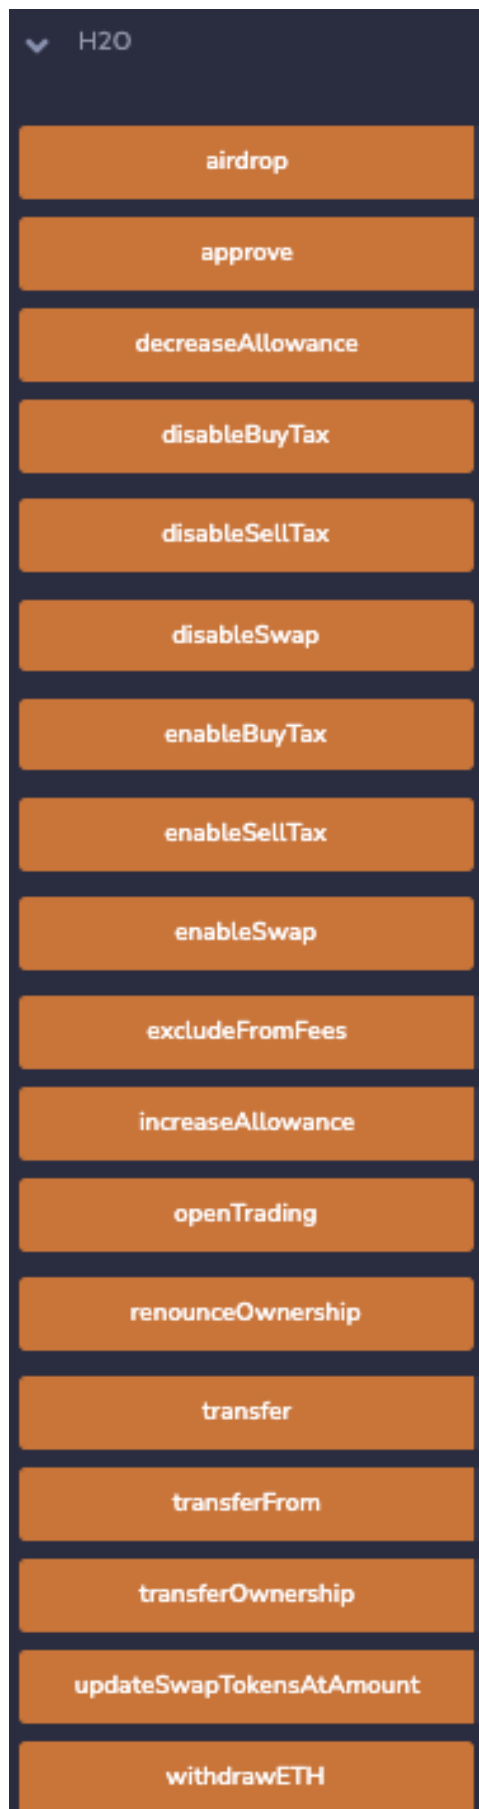 H2O
airdrop
approve
decreaseAllowance
disableBuyTax
disableSellTax
disableSwap
enableBuyTax
enableSellTax
enableSwap
excludeFromFees
increaseAllowance
openTrading
renounceOwnership
transfer
transferFrom
transferOwnership
updateSwapTokensAtAmount
withdrawETH